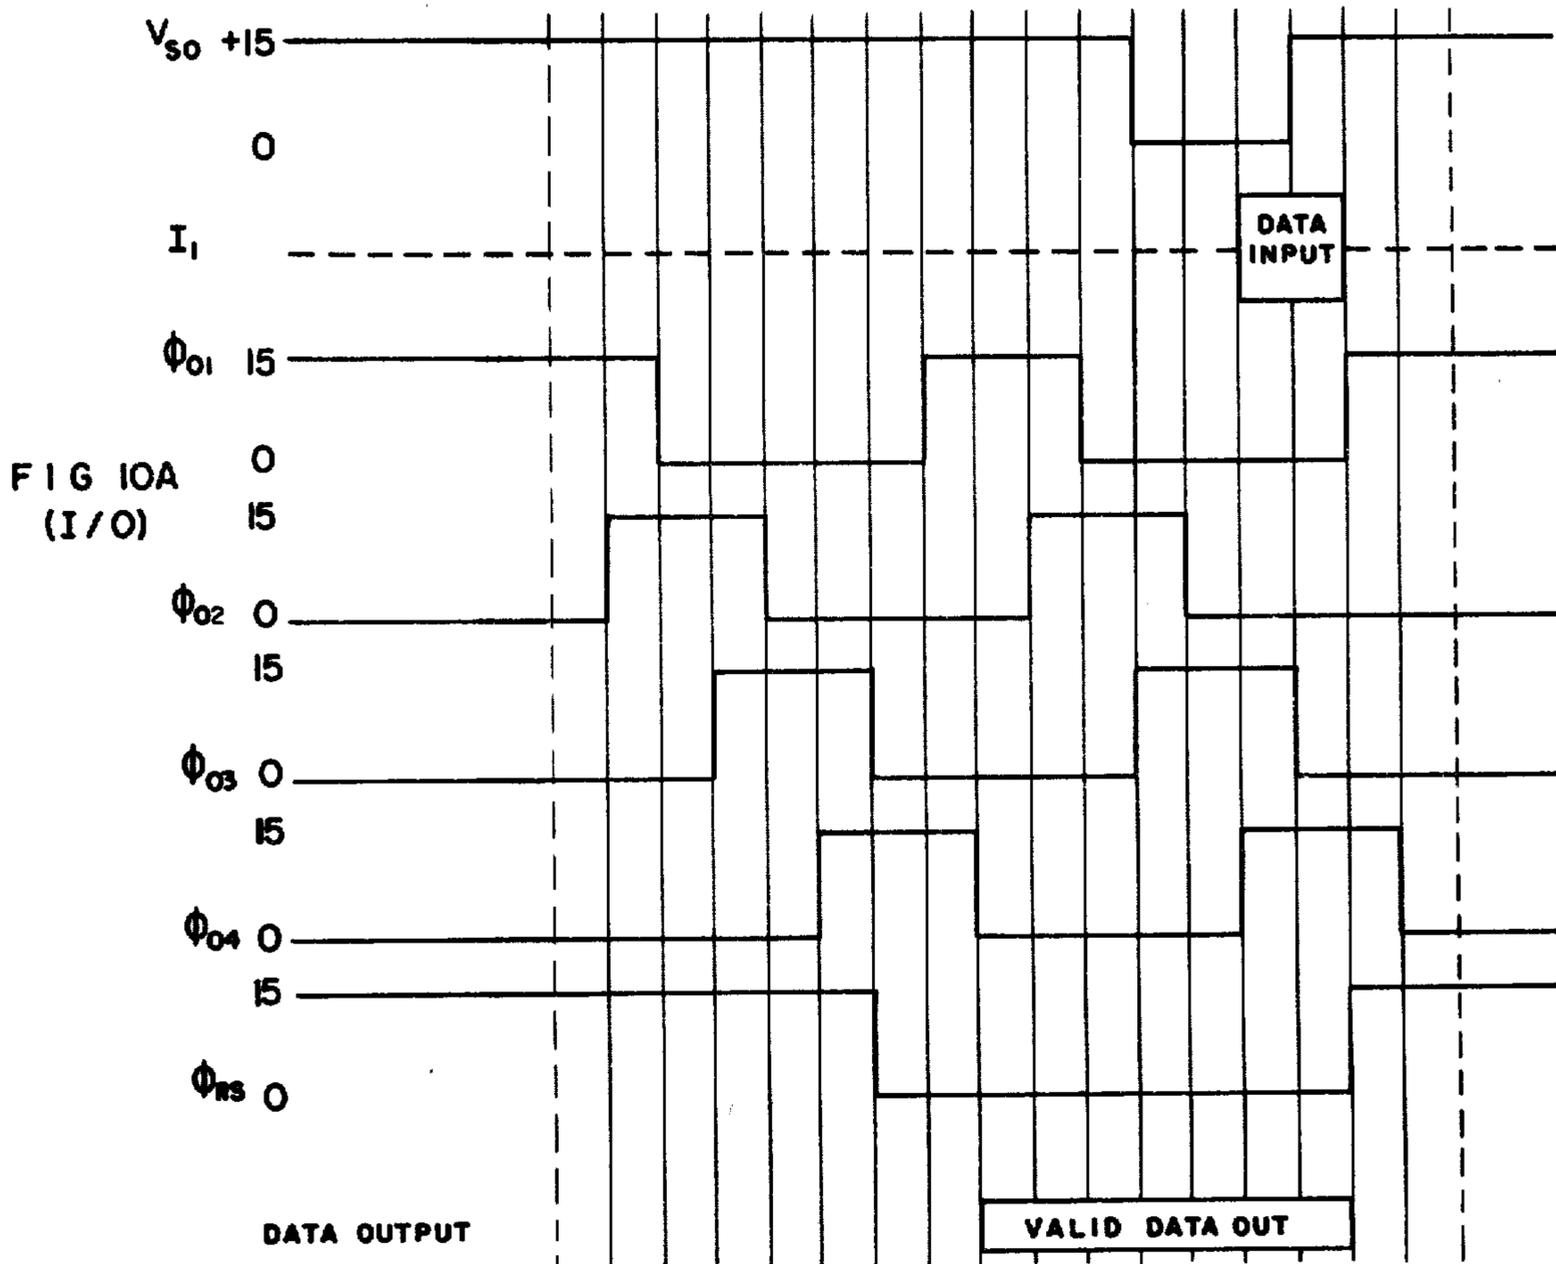 V_SO +15
0
I_1
DATA
INPUT
ϕ_01 15
0
FIG 10A
(I/O)
15
ϕ_02 0
15
ϕ_03 0
15
ϕ_04 0
15
ϕ_RS 0
DATA OUTPUT
VALID DATA OUT